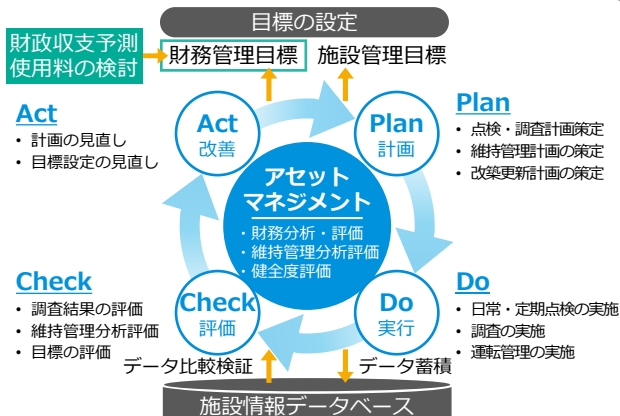 目標の設定
財政収支予測
使用料の検討
財務管理目標
施設管理目標
Act
・計画の見直し
・目標設定の見直し
Act
改善
Plan
計画
Plan
・点検・調査計画策定
・維持管理計画の策定
・改築更新計画の策定
アセット
マネジメント
・財務分析・評価
・維持管理分析評価
・健全度評価
Check
・調査結果の評価
・維持管理分析評価
・目標の評価
Check
評価
Do
実行
Do
・日常・定期点検の実施
・調査の実施
・運転管理の実施
データ比較検証
データ蓄積
施設情報データベース